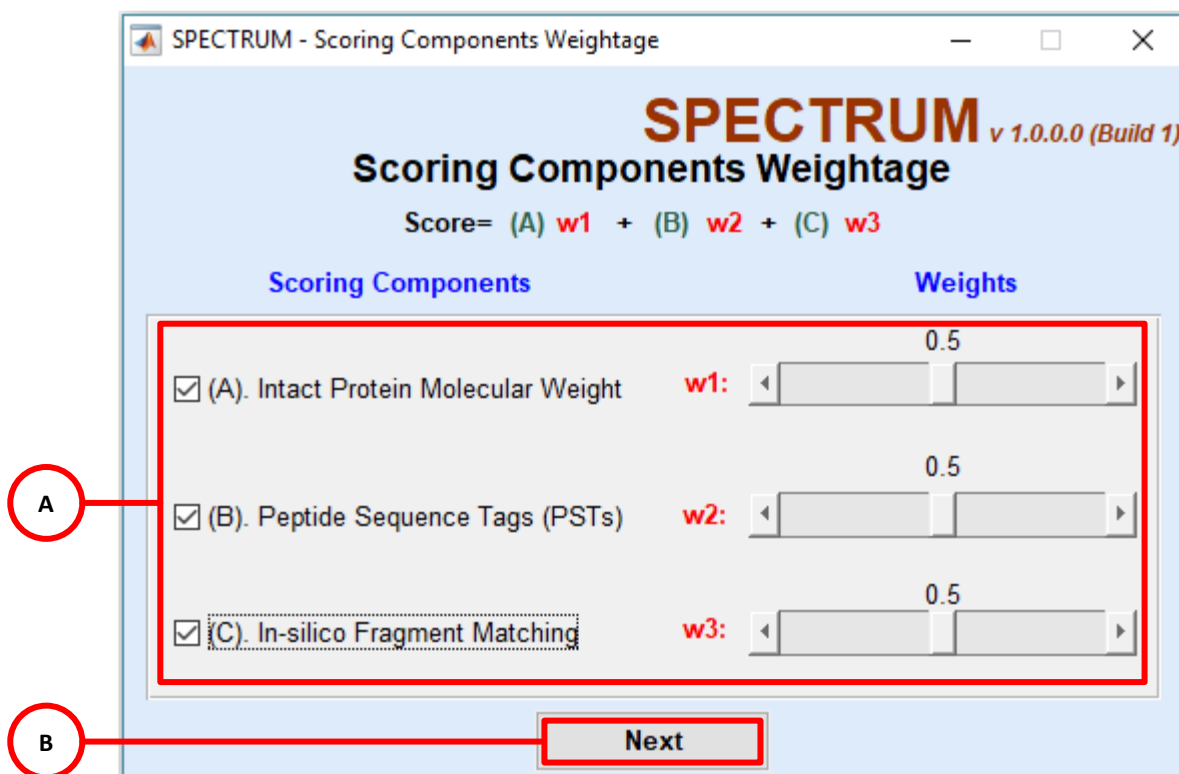 SPECTRUM - Scoring Components Weightage
SPECTRUM v 1.0.0.0 (Build 1)
Scoring Components Weightage
Score= (A) w1 + (B) w2 + (C) w3
Scoring Components Weights
0.5
(A). Intact Protein Molecular Weight w1:
0.5
A (B). Peptide Sequence Tags (PSTs) w2:
0.5
(C). In-silico Fragment Matching w3:
B Next